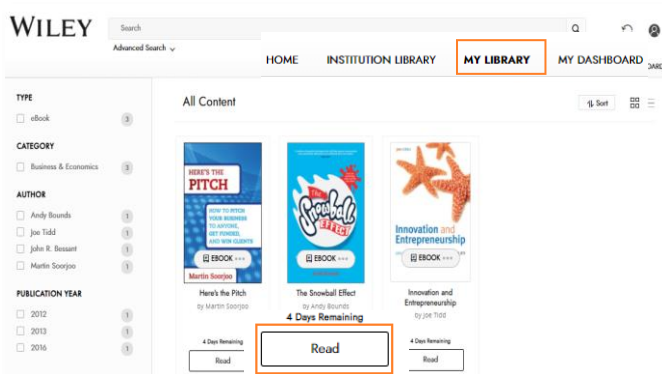 WILEY
Search
Advanced Search
HOME INSTITUTION LIBRARY MY LIBRARY MY DASHBOARD
TYPE
eBook 3
CATEGORY
Business & Economics 3
AUTHOR
Andy Bounds 1
Joe Tidd 1
John R. Bessant 1
Martin Soorjoo 1
PUBLICATION YEAR
2012 1
2013 1
2016 1
All Content
Sort
HERE'S THE
PITCH
HOW TO PITCH
YOUR BUSINESS
TO ANYONE,
GET FUNDED,
AND WIN CLIENTS
EBOOK
Martin Soorjoo
Here's the Pitch
by Martin Soorjoo
4 Days Remaining
Read
The
Snowball
EFFECT
EBOOK
The Snowball Effect
by Andy Bounds
4 Days Remaining
Read
Innovation and
Entrepreneurship
EBOOK
Innovation and
Entrepreneurship
by Joe Tidd
4 Days Remaining
Read